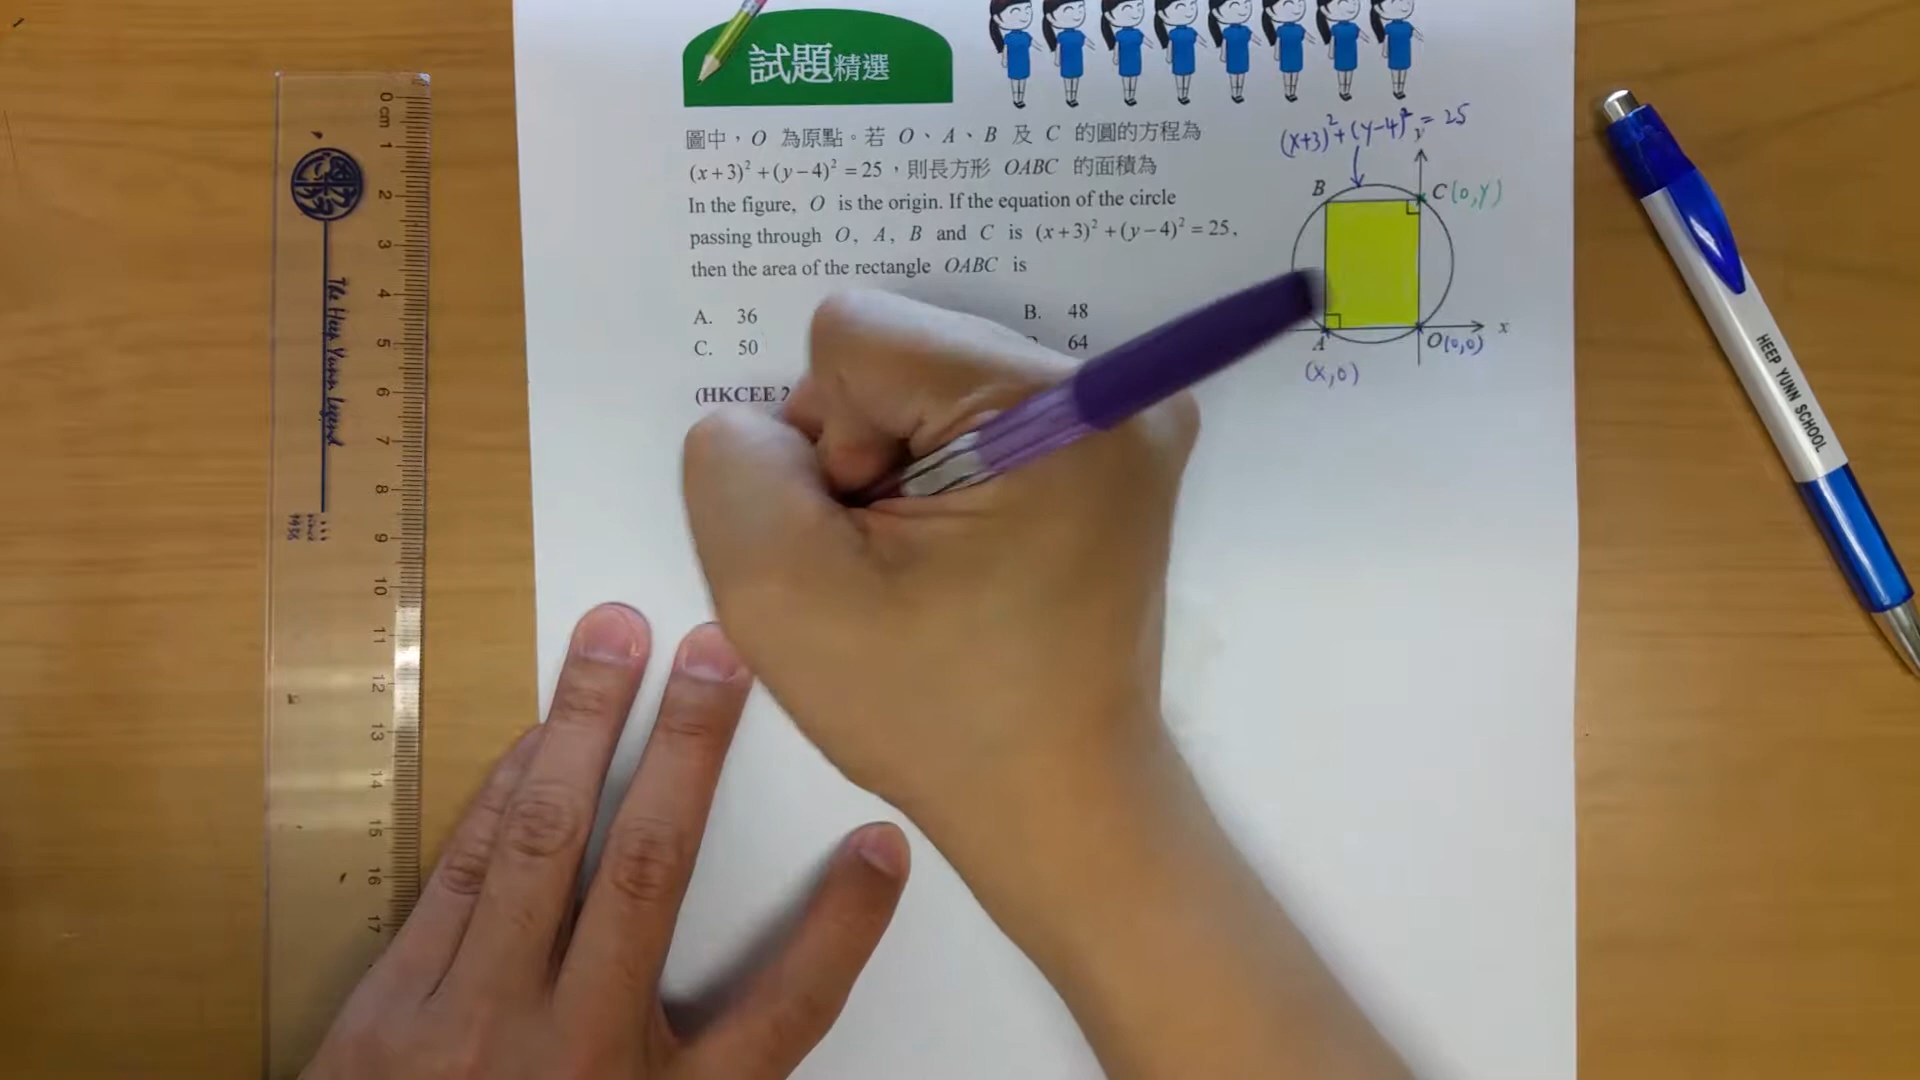 試題精選
圖中，O 為原點。若 O、A、B 及 C 的圓的方程為
(x+3)² +(y−4)² = 25，則長方形 OABC 的面積為
In the figure, O is the origin. If the equation of the circle
passing through O, A, B and C is (x+3)² +(y−4)² = 25,
then the area of the rectangle OABC is
A. 36
B. 48
C. 50
64
(HKCEE 2
(x+3)²+(y−4)² = 25
y
B
C (0,y)
x
A
O (0,0)
(x,0)
0 cm 1 2 3 4 5 6 7 8 9 10 11 12 13 14 15 16 17
The Heep Yunn Legend
since
1936
HEEP YUNN SCHOOL